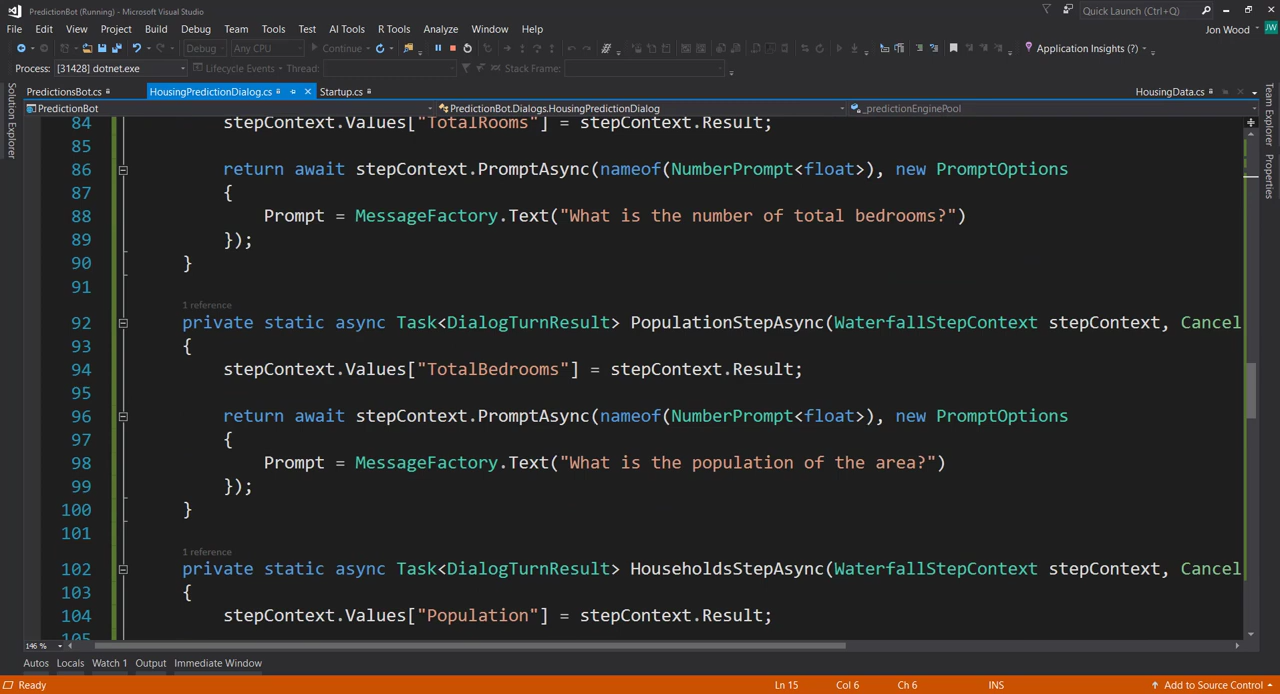 PredictionBot (Running) - Microsoft Visual Studio
Quick Launch (Ctrl+Q)
File Edit View Project Build Debug Team Tools Test AI Tools R Tools Analyze Window Help
Jon Wood JW
Debug Any CPU Continue Application Insights (?)
Process: [31428] dotnet.exe Lifecycle Events Thread: Stack Frame:
PredictionsBot.cs HousingPredictionDialog.cs Startup.cs HousingData.cs
PredictionBot PredictionBot.Dialogs.HousingPredictionDialog _predictionEnginePool
Solution Explorer
Team Explorer
Properties
84 stepContext.Values["TotalRooms"] = stepContext.Result;
85
86 return await stepContext.PromptAsync(nameof(NumberPrompt<float>), new PromptOptions
87 {
88 Prompt = MessageFactory.Text("What is the number of total bedrooms?")
89 });
90 }
91
1 reference
92 private static async Task<DialogTurnResult> PopulationStepAsync(WaterfallStepContext stepContext, Cancel
93 {
94 stepContext.Values["TotalBedrooms"] = stepContext.Result;
95
96 return await stepContext.PromptAsync(nameof(NumberPrompt<float>), new PromptOptions
97 {
98 Prompt = MessageFactory.Text("What is the population of the area?")
99 });
100 }
101
1 reference
102 private static async Task<DialogTurnResult> HouseholdsStepAsync(WaterfallStepContext stepContext, Cancel
103 {
104 stepContext.Values["Population"] = stepContext.Result;
105
146 %
Autos Locals Watch 1 Output Immediate Window
Ready Ln 15 Col 6 Ch 6 INS Add to Source Control